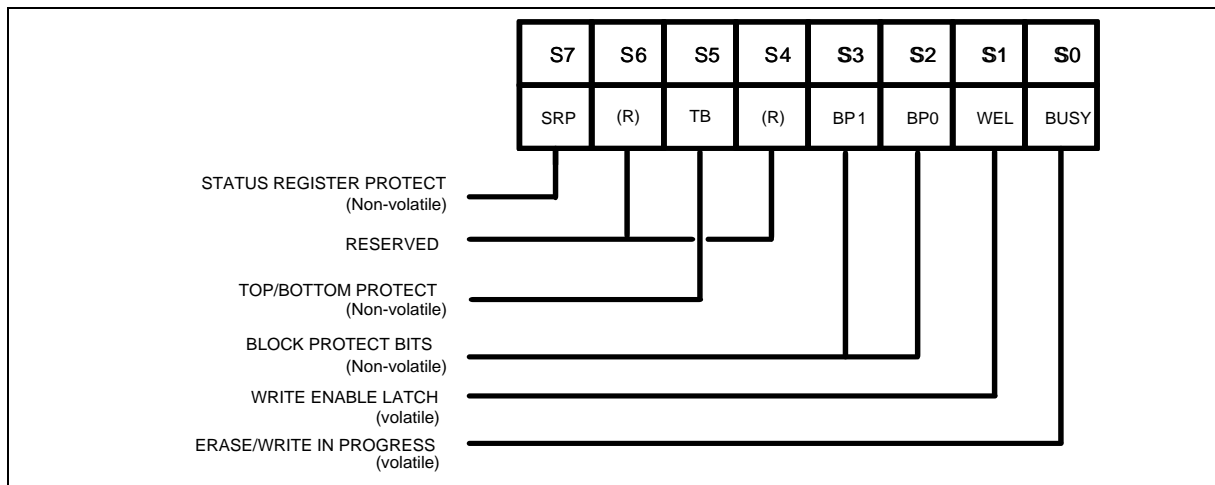 S7 S6 S5 S4 S3 S2 S1 S0
SRP (R) TB (R) BP1 BP0 WEL BUSY
STATUS REGISTER PROTECT
(Non-volatile)
RESERVED
TOP/BOTTOM PROTECT
(Non-volatile)
BLOCK PROTECT BITS
(Non-volatile)
WRITE ENABLE LATCH
(volatile)
ERASE/WRITE IN PROGRESS
(volatile)